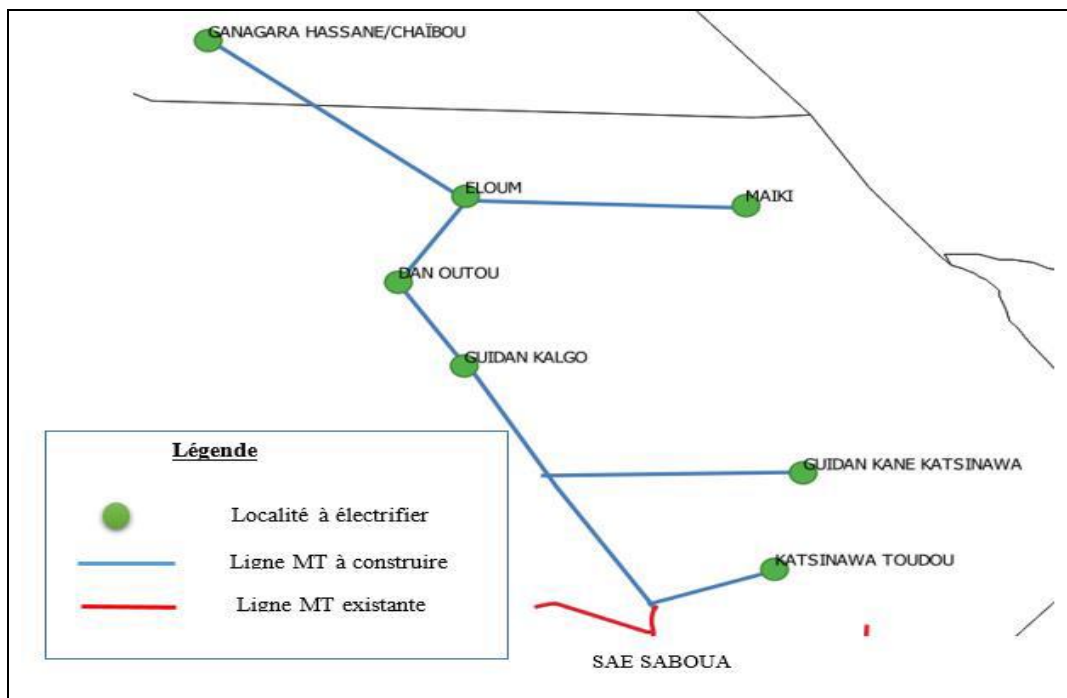 GANAGARA HASSANE/CHAÏBOU
ELOUM
MAIKI
DAN OUTOU
GUIDAN KALGO
GUIDAN KANE KATSINAWA
KATSINAWA TOUDOU
SAE SABOUA
Légende
Localité à électrifier
Ligne MT à construire
Ligne MT existante